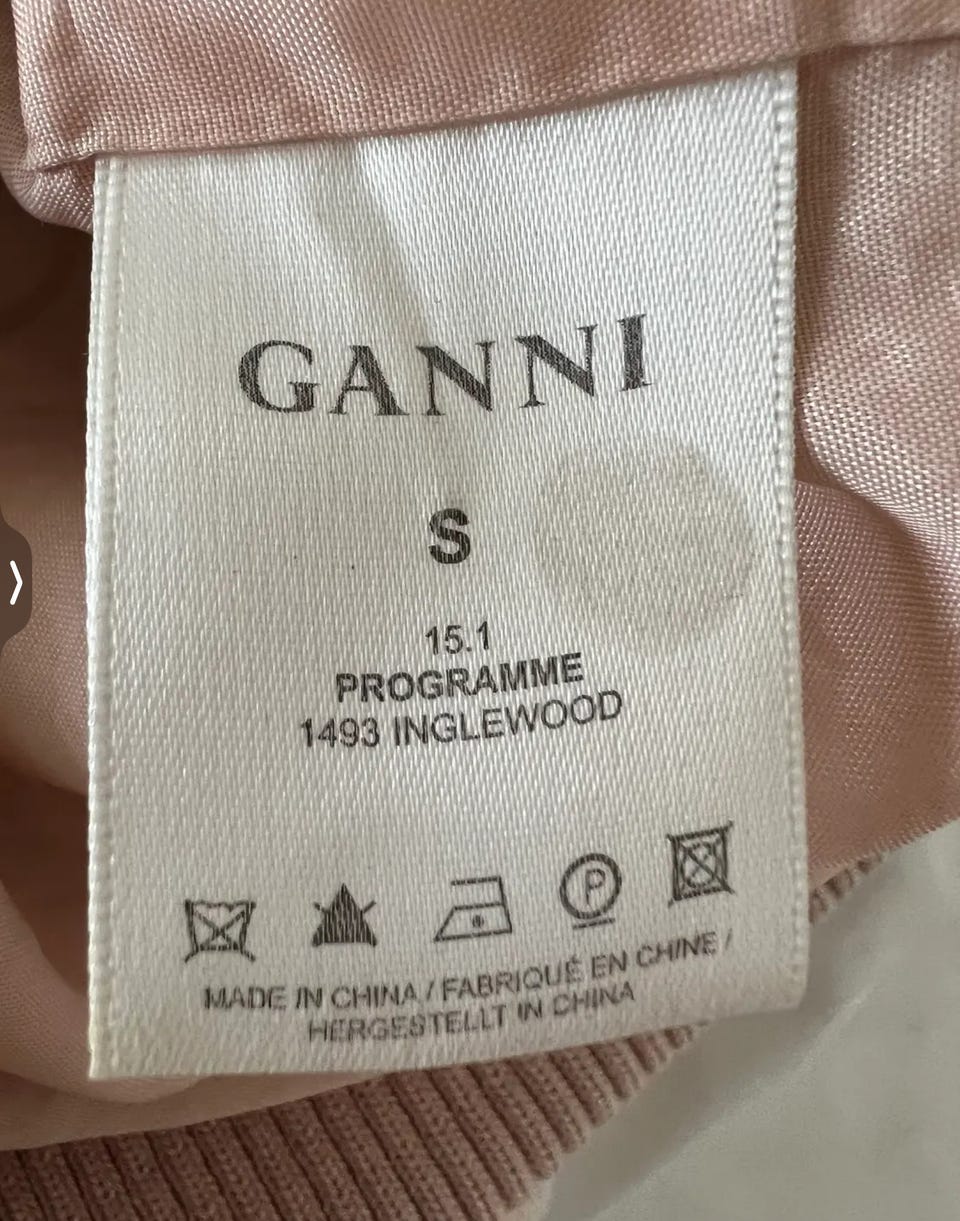 GANNI
S
15.1
PROGRAMME
1493 INGLEWOOD
P
MADE IN CHINA / FABRIQUÉ EN CHINE /
HERGESTELLT IN CHINA